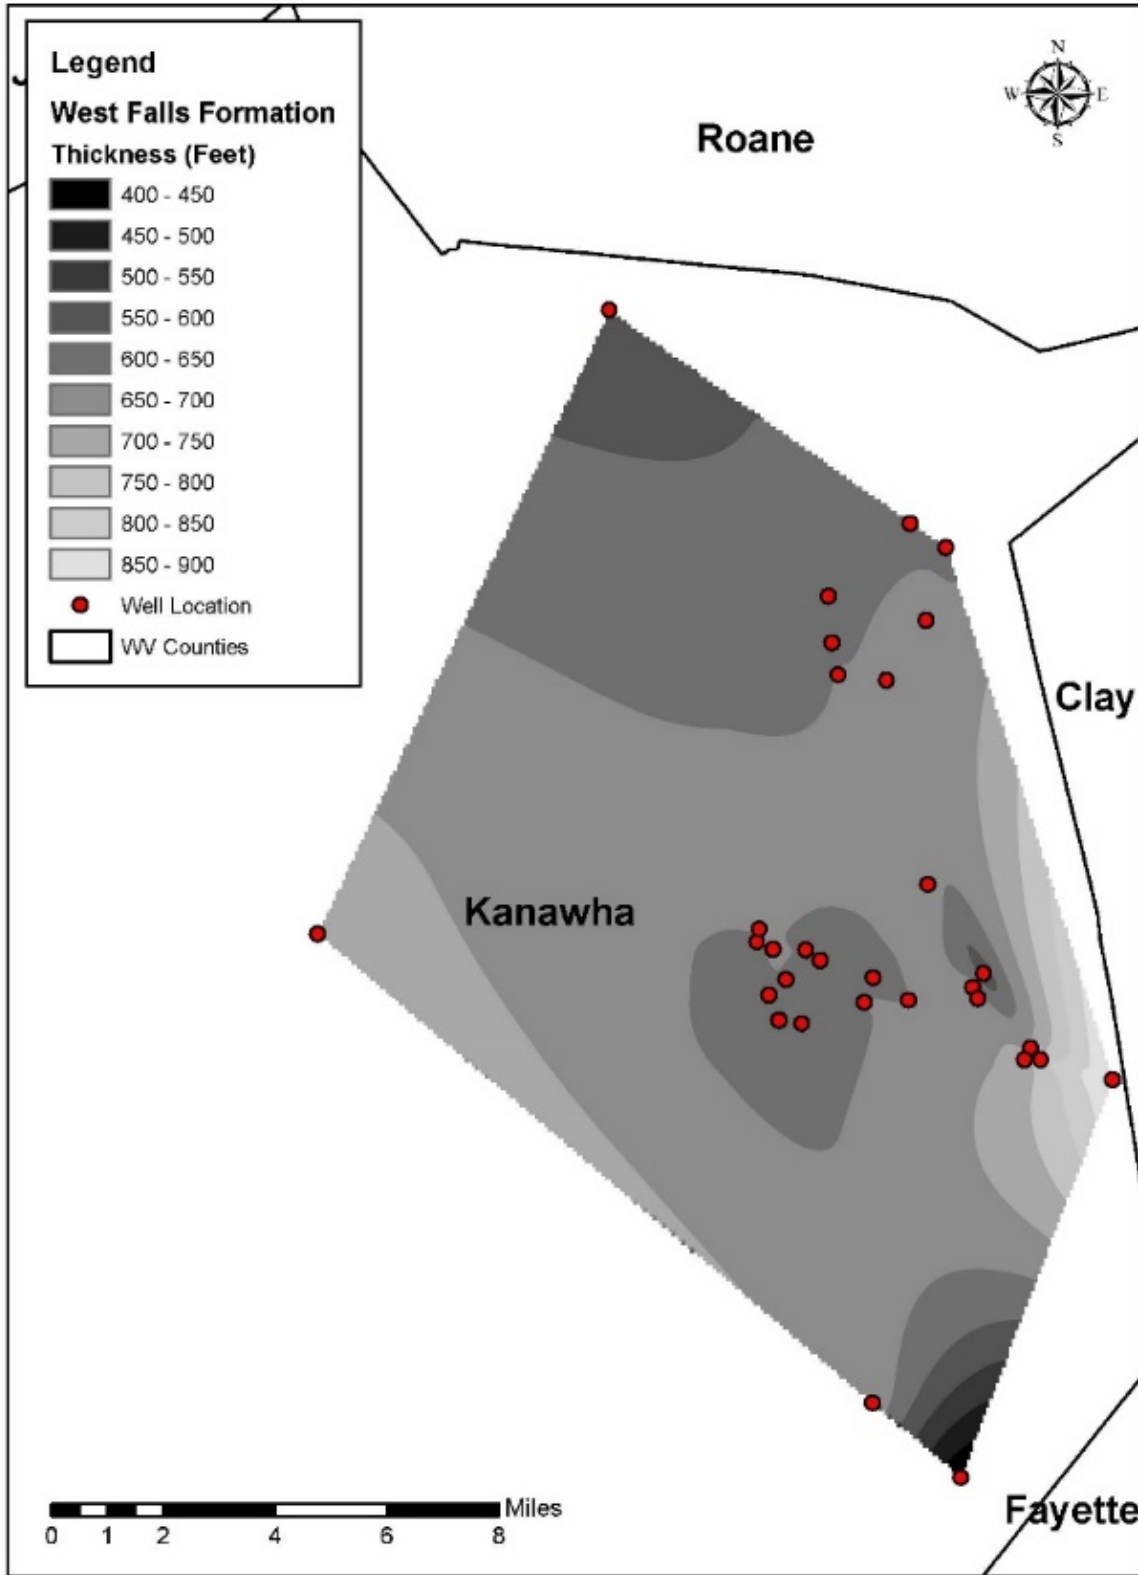 Legend
West Falls Formation
Thickness (Feet)
400 - 450
450 - 500
500 - 550
550 - 600
600 - 650
650 - 700
700 - 750
750 - 800
800 - 850
850 - 900
Well Location
WV Counties
N
W E
S
Roane
Clay
Kanawha
Fayette
Miles
0 1 2 4 6 8